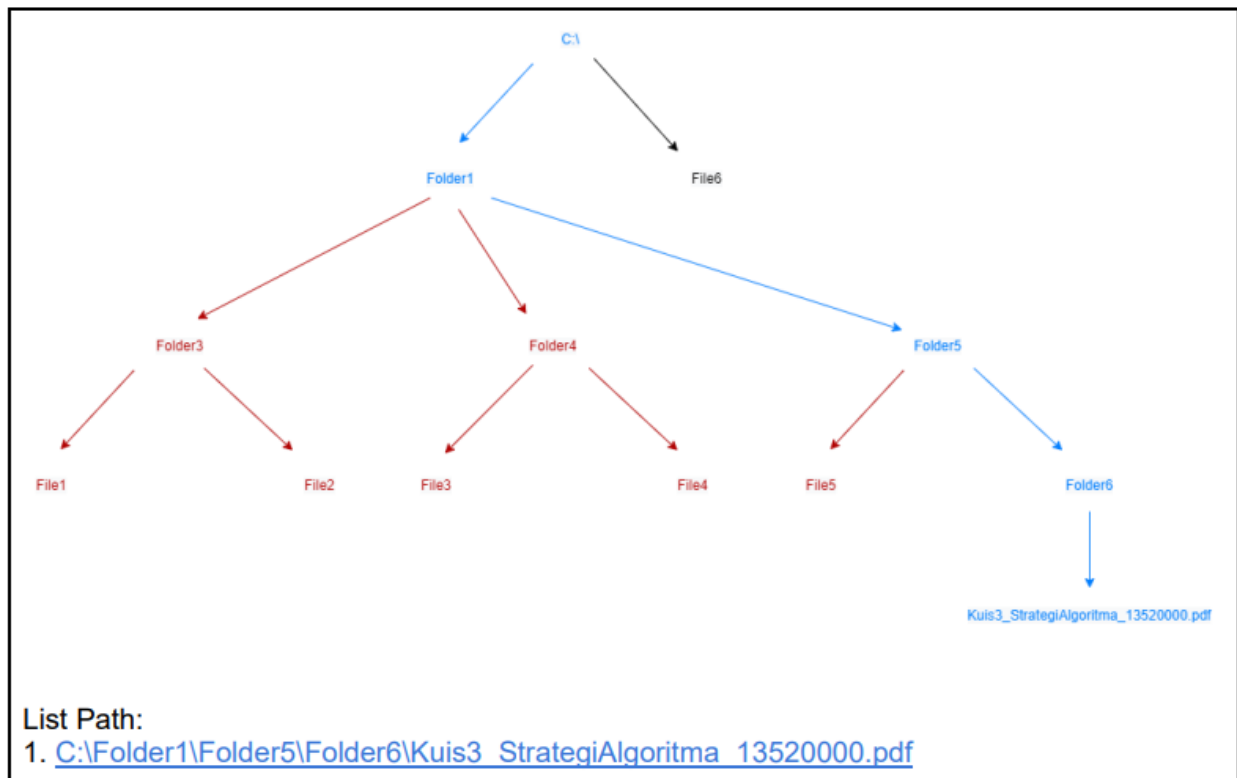 C:\
Folder1 File6
Folder3 Folder4 Folder5
File1 File2 File3 File4 File5 Folder6
Kuis3_StrategiAlgoritma_13520000.pdf
List Path:
1. C:\Folder1\Folder5\Folder6\Kuis3_StrategiAlgoritma_13520000.pdf